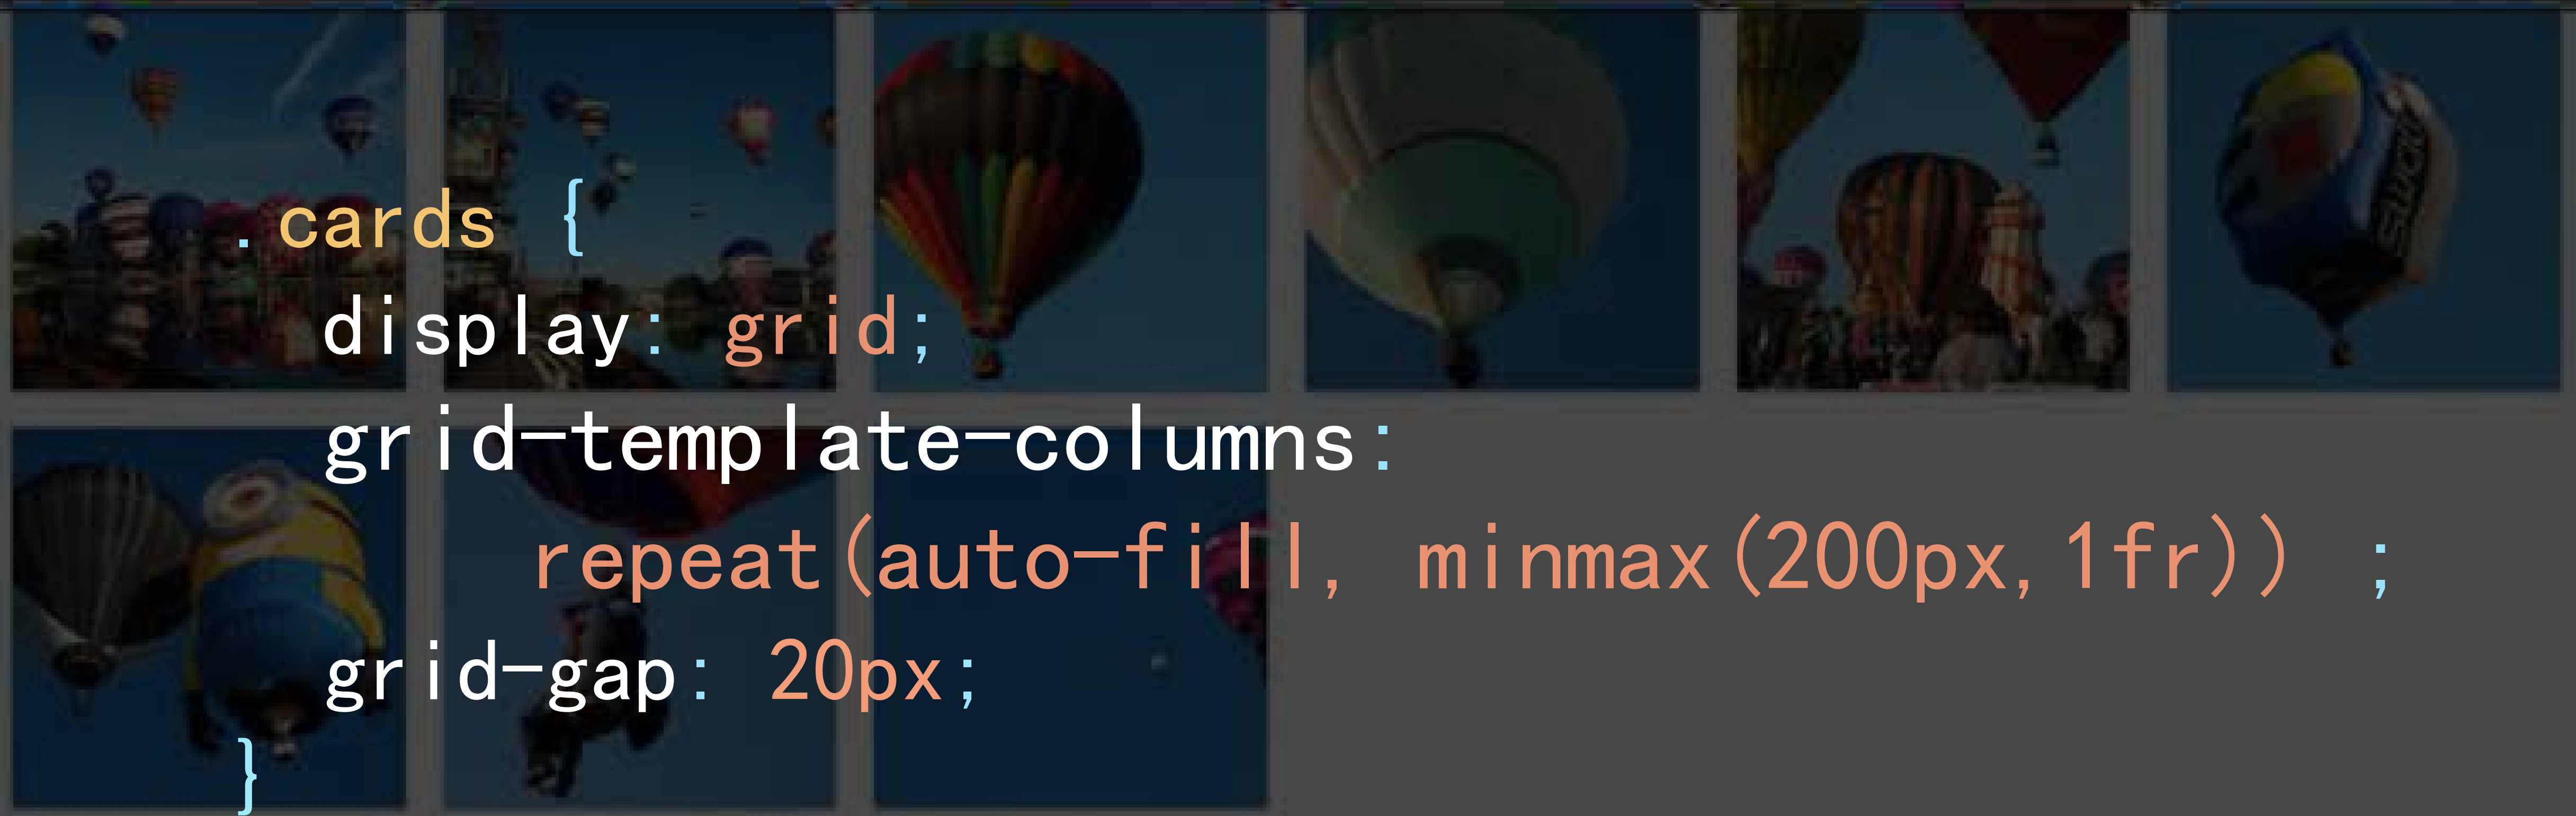 .cards {
display: grid;
grid-template-columns:
repeat(auto-fill, minmax(200px,1fr)) ;
grid-gap: 20px;
}